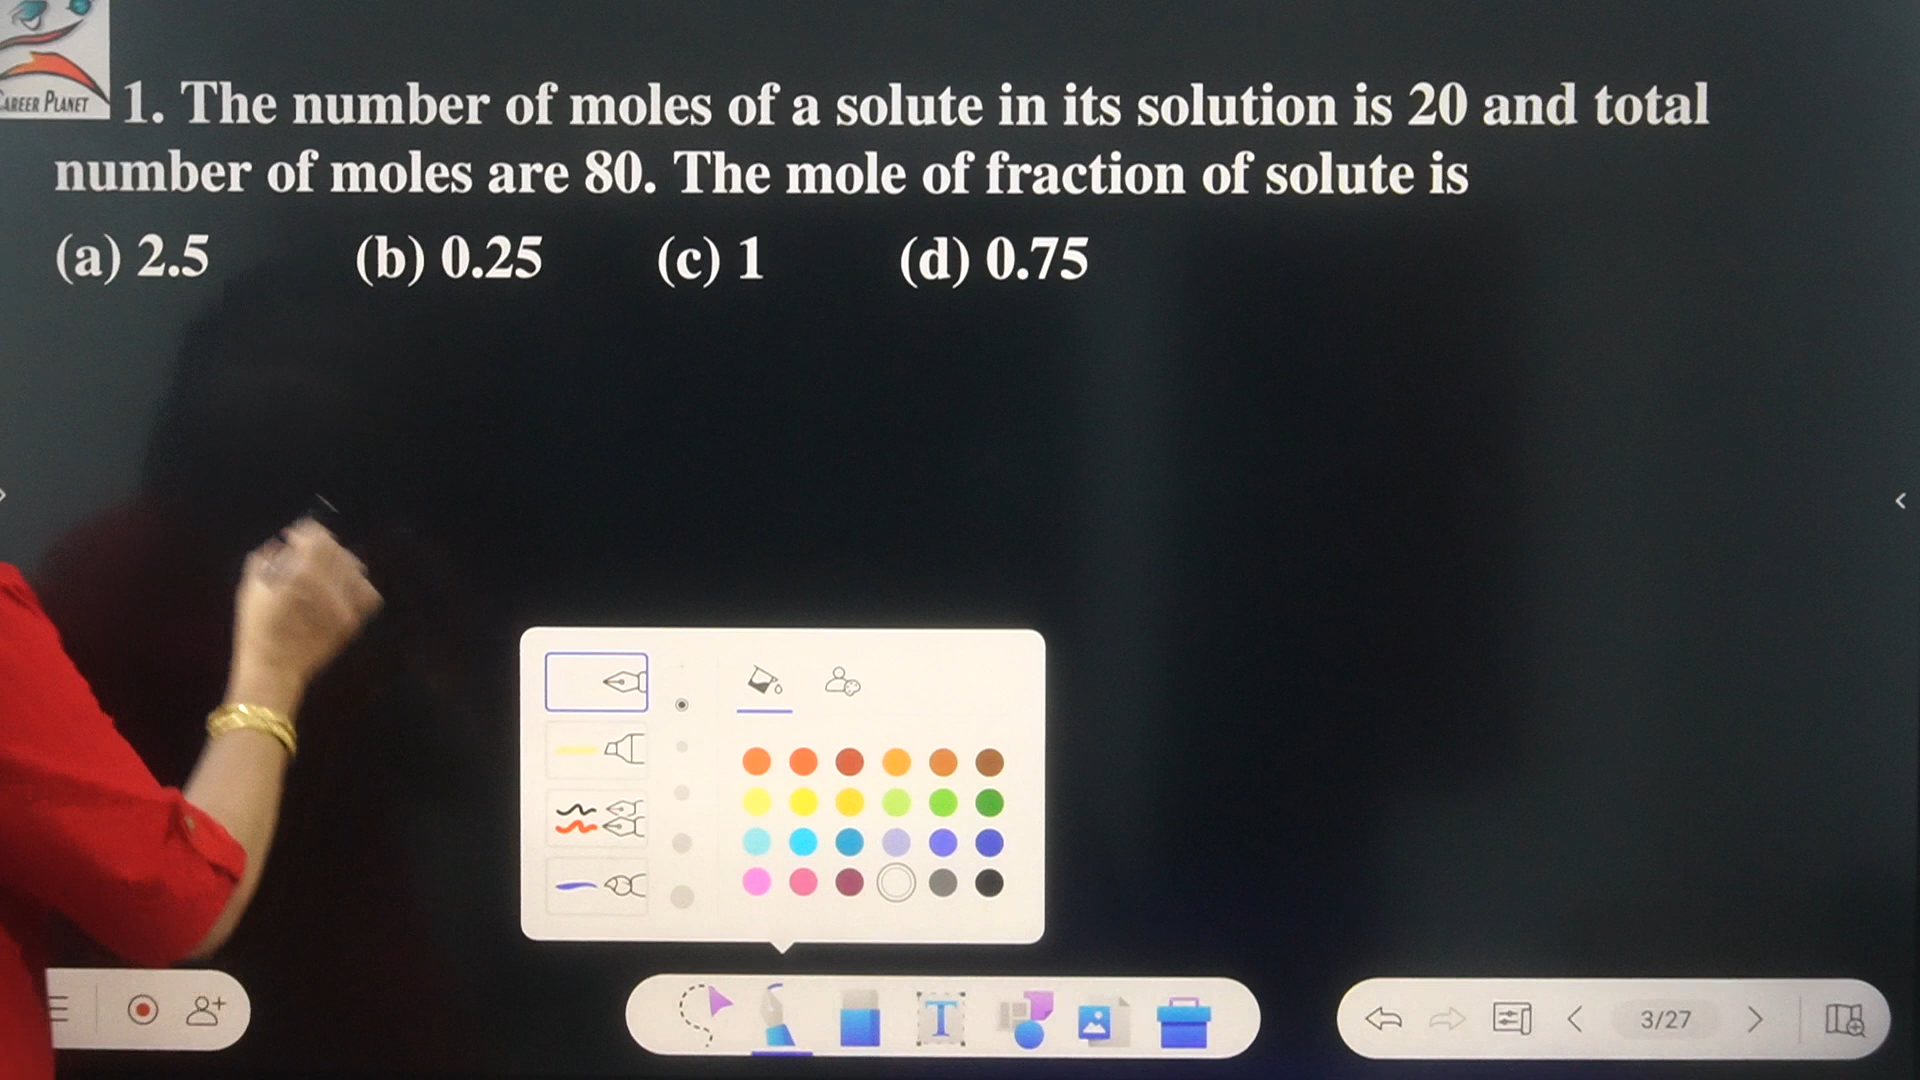 CAREER PLANET
1. The number of moles of a solute in its solution is 20 and total
number of moles are 80. The mole of fraction of solute is
(a) 2.5 (b) 0.25 (c) 1 (d) 0.75
T
3/27